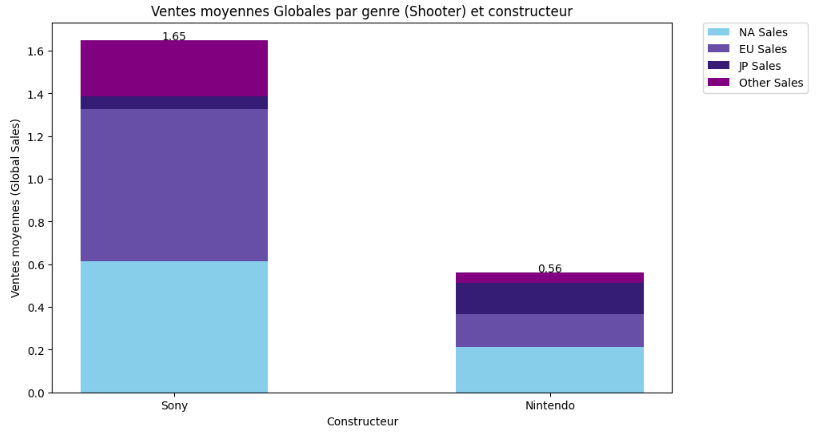 Ventes moyennes Globales par genre (Shooter) et constructeur
NA Sales
EU Sales
JP Sales
Other Sales
Ventes moyennes (Global Sales)
1.6
1.4
1.2
1.0
0.8
0.6
0.4
0.2
0.0
1.65
0.56
Sony
Nintendo
Constructeur